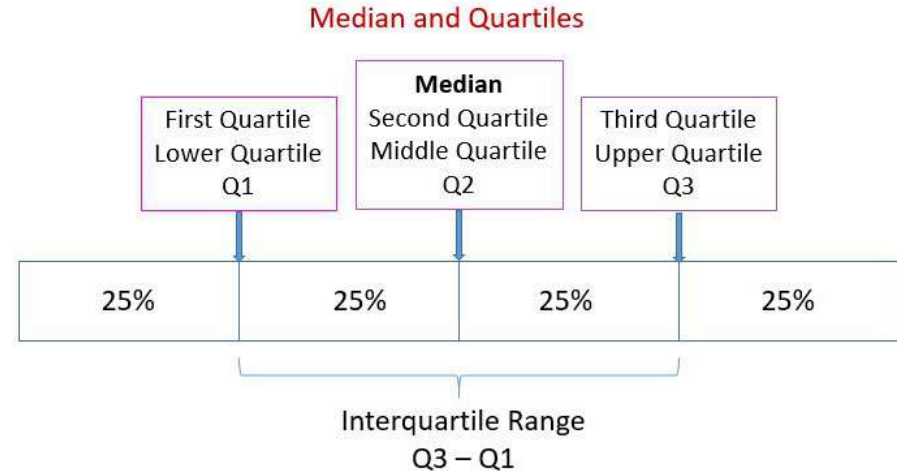 Median and Quartiles
First Quartile
Lower Quartile
Q1
Median
Second Quartile
Middle Quartile
Q2
Third Quartile
Upper Quartile
Q3
25%
25%
25%
25%
Interquartile Range
Q3 – Q1